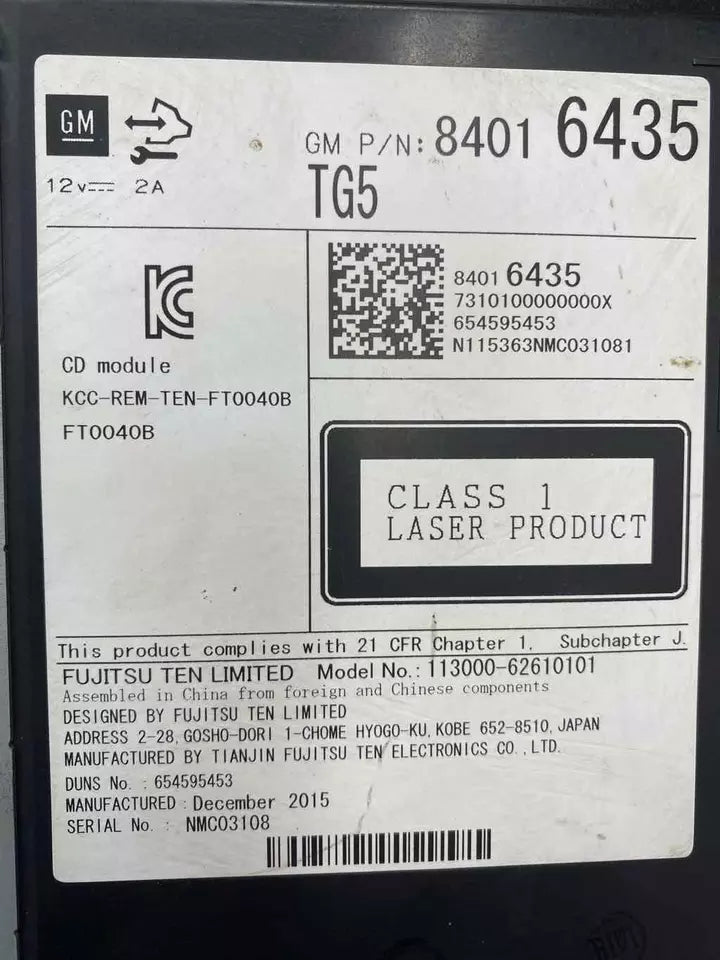 GM
GM P/N: 8401 6435
12v⎓ 2A
TG5
8401 6435
7310100000000X
654595453
N115363NMC031081
CD module
KCC-REM-TEN-FT0040B
FT0040B
CLASS 1
LASER PRODUCT
This product complies with 21 CFR Chapter 1, Subchapter J.
FUJITSU TEN LIMITED Model No.: 113000-62610101
Assembled in China from foreign and Chinese components
DESIGNED BY FUJITSU TEN LIMITED
ADDRESS 2-28, GOSHO-DORI 1-CHOME HYOGO-KU, KOBE 652-8510, JAPAN
MANUFACTURED BY TIANJIN FUJITSU TEN ELECTRONICS CO., LTD.
DUNS No. : 654595453
MANUFACTURED : December 2015
SERIAL No. : NMC03108